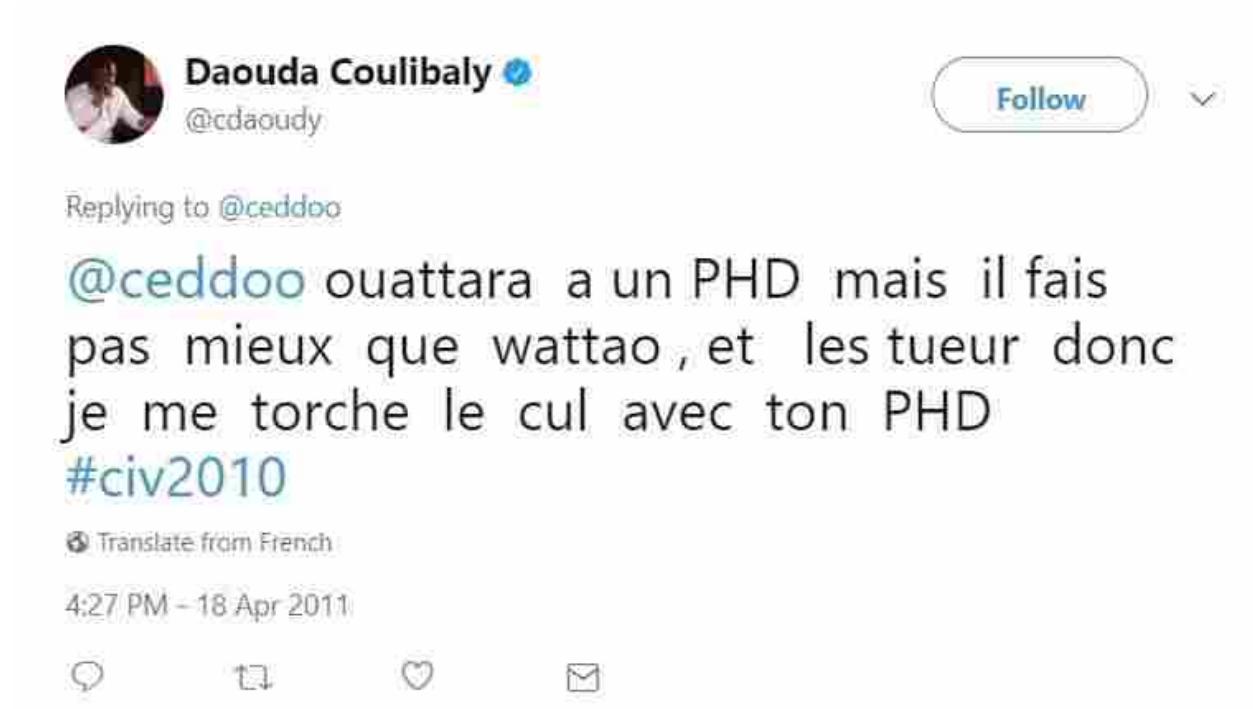 Daouda Coulibaly
@cdaoudy
Follow
Replying to @ceddoo
@ceddoo ouattara a un PHD mais il fais
pas mieux que wattao , et les tueur donc
je me torche le cul avec ton PHD
#civ2010
Translate from French
4:27 PM - 18 Apr 2011